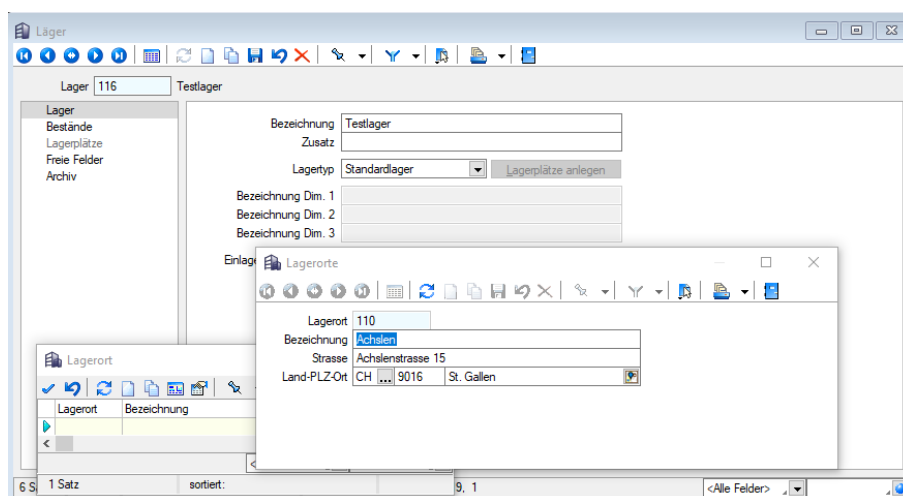 Läger
Lager 116 Testlager
Lager
Bestände
Lagerplätze
Freie Felder
Archiv
Bezeichnung Testlager
Zusatz
Lagertyp Standardlager Lagerplätze anlegen
Bezeichnung Dim. 1
Bezeichnung Dim. 2
Bezeichnung Dim. 3
Einlage
Lagerorte
Lagerort 110
Bezeichnung Achslen
Strasse Achslenstrasse 15
Land-PLZ-Ort CH ... 9016 St. Gallen
Lagerort
Lagerort Bezeichnung
1 Satz sortiert:
6 S 9, 1 <Alle Felder>